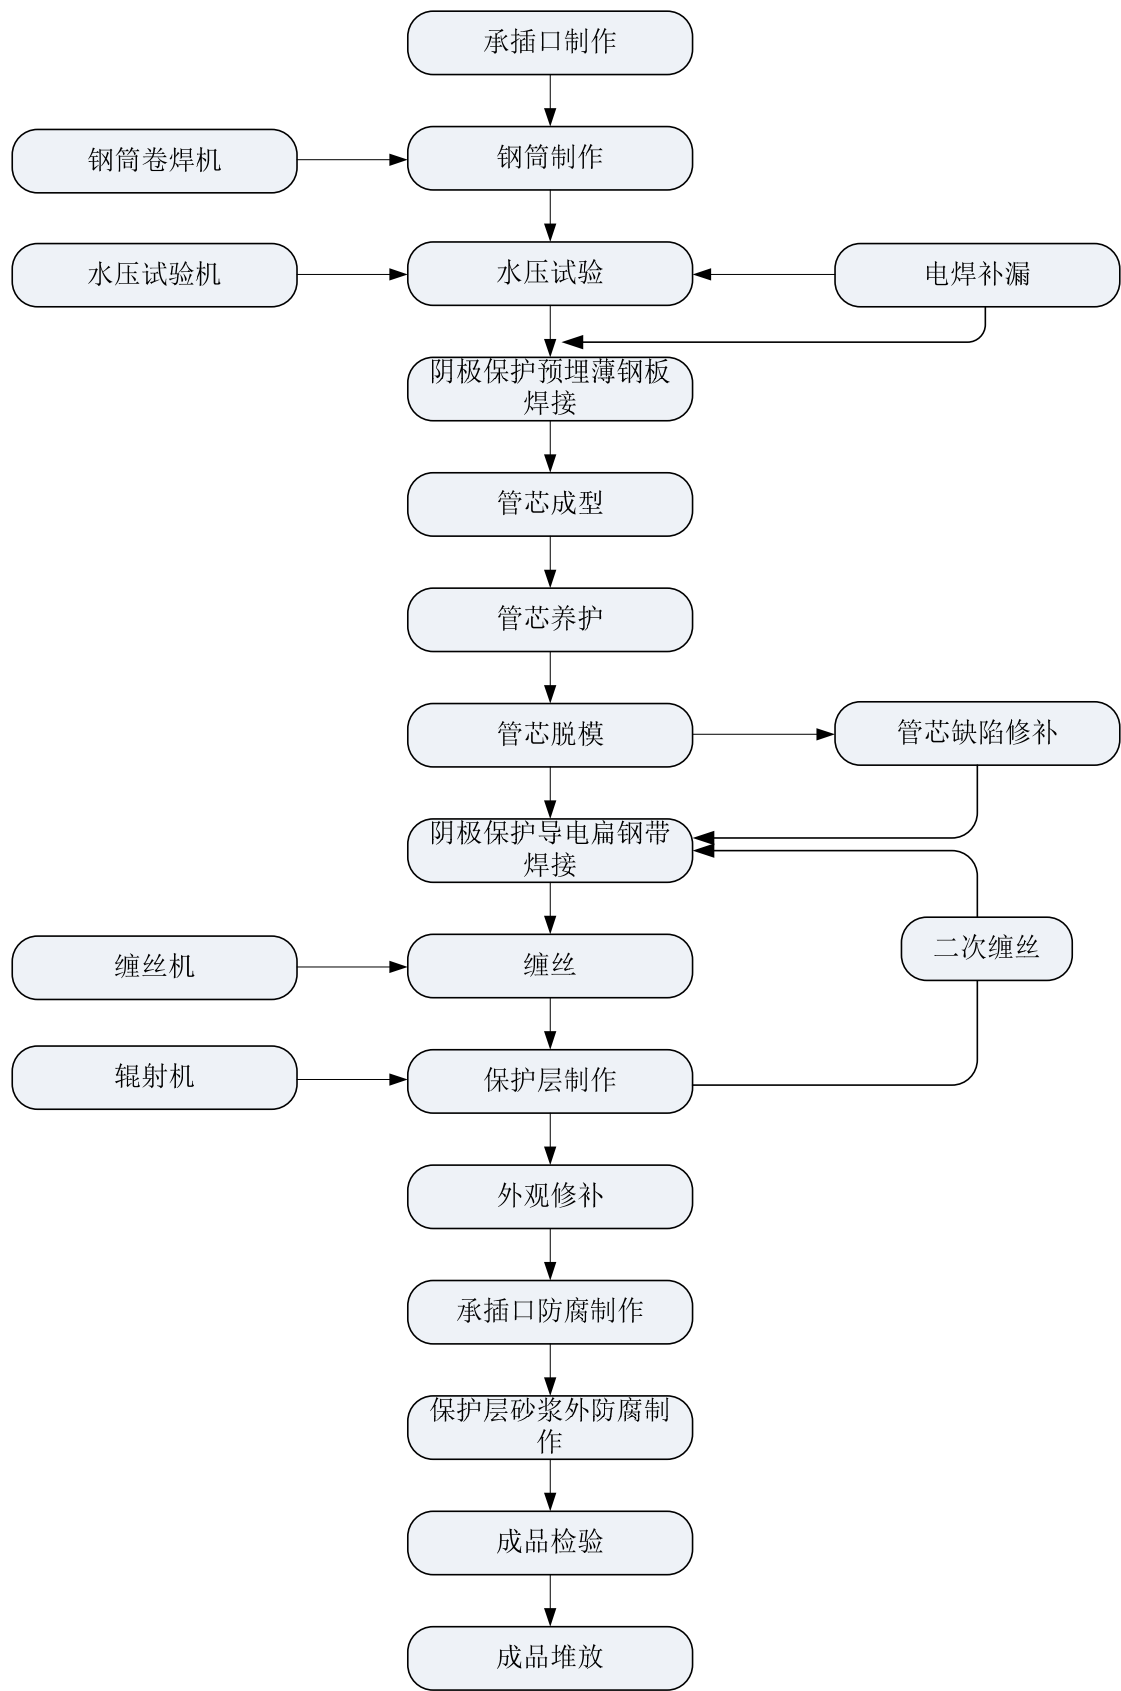 承插口制作
钢筒卷焊机
钢筒制作
水压试验机
水压试验
电焊补漏
阴极保护预埋薄钢板
焊接
管芯成型
管芯养护
管芯脱模
管芯缺陷修补
阴极保护导电扁钢带
焊接
缠丝机
缠丝
二次缠丝
辊射机
保护层制作
外观修补
承插口防腐制作
保护层砂浆外防腐制
作
成品检验
成品堆放